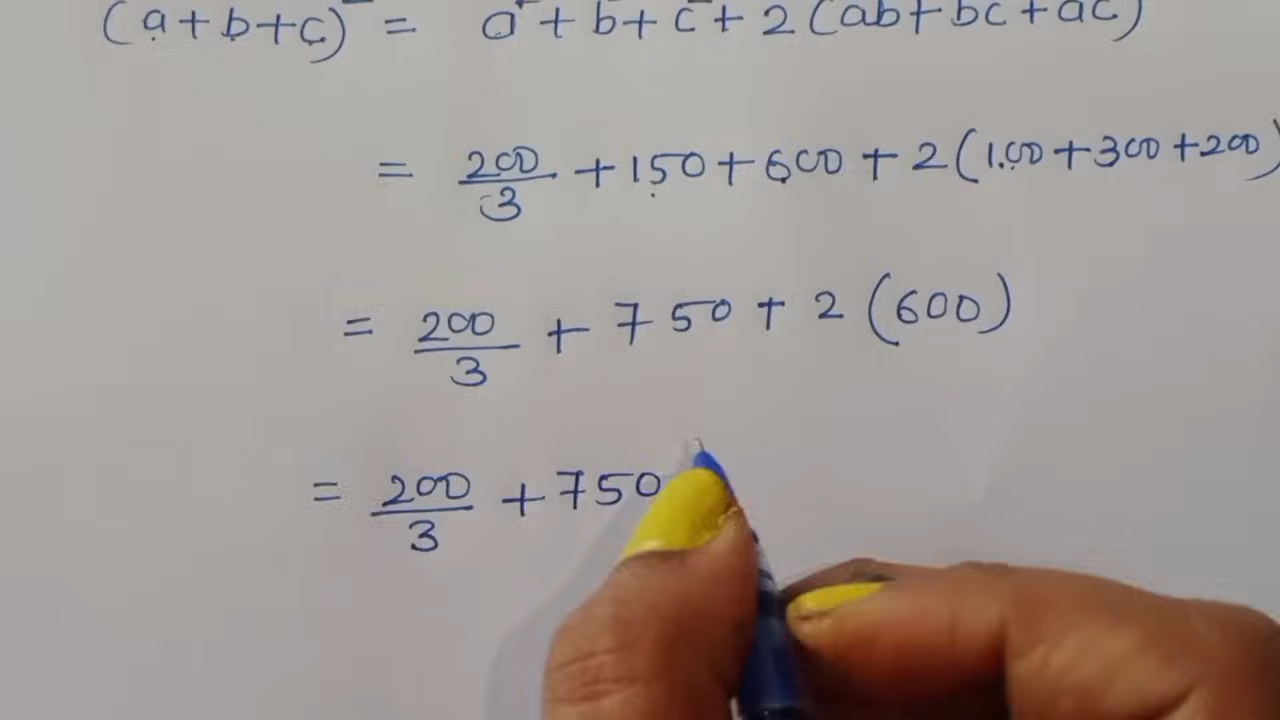 (a+b+c)² = a²+b²+c²+2(ab+bc+ac)
= 200/3 +150+600+2(100+300+200)
= 200/3 + 750 + 2(600)
= 200/3 +750